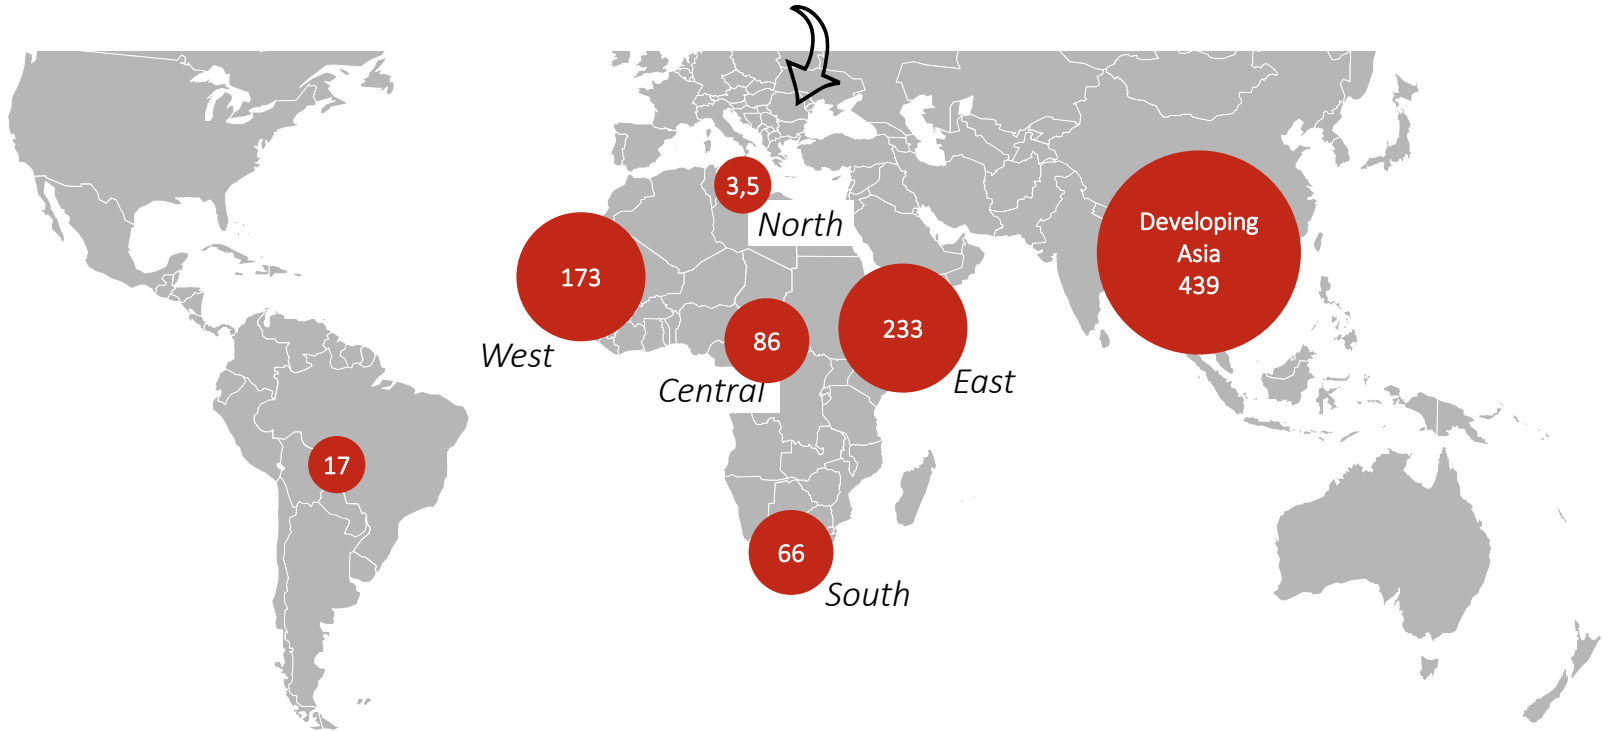 3,5
North
Developing
Asia
439
173
West
233
East
86
Central
17
66
South